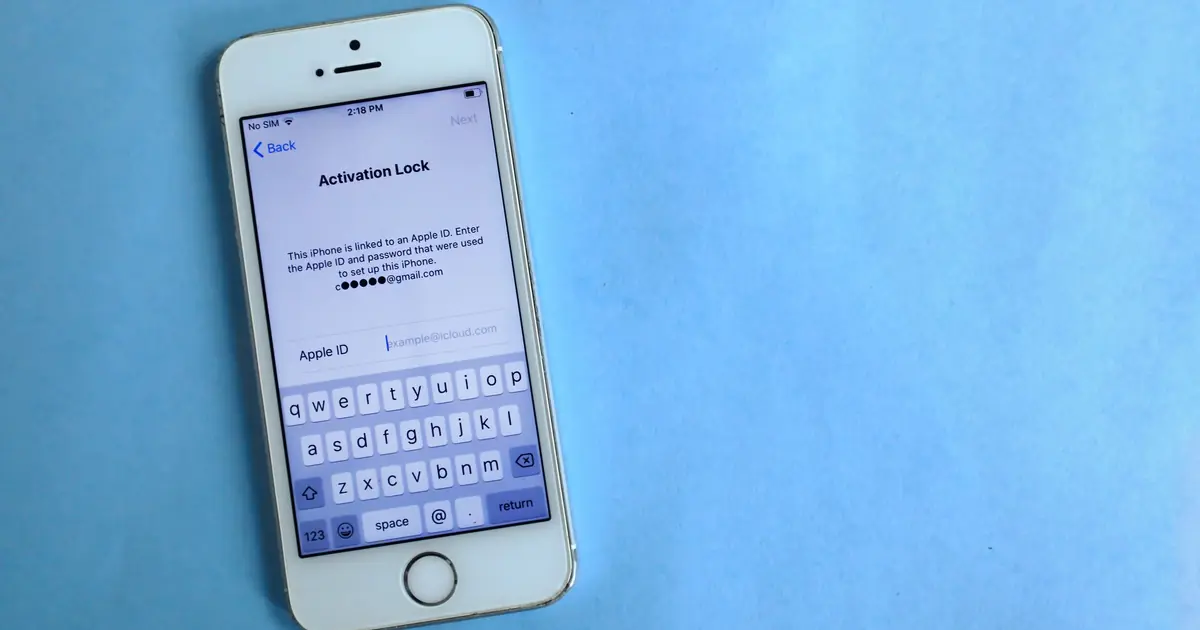 No SIM 2:18 PM
Back Next
Activation Lock
This iPhone is linked to an Apple ID. Enter
the Apple ID and password that were used
to set up this iPhone.
c●●●●●@gmail.com
Apple ID example@icloud.com
q w e r t y u i o p
a s d f g h j k l
z x c v b n m
123 space @ . return